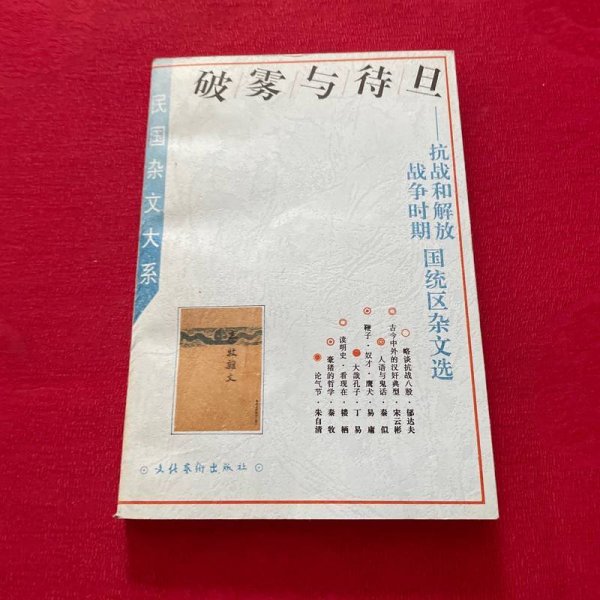 破雾与待旦
——抗战和解放
战争时期
国统区杂文选
民国杂文大系
略谈抗战八股·郁达夫
古今中外的汉奸典型·宋云彬
人语与鬼话·秦似
鞭子·奴才·鹰犬·易庸
大哉孔子·丁易
读明史·看现在·楼栖
豪猪的哲学·秦牧
论气节·朱自清
文化艺术出版社